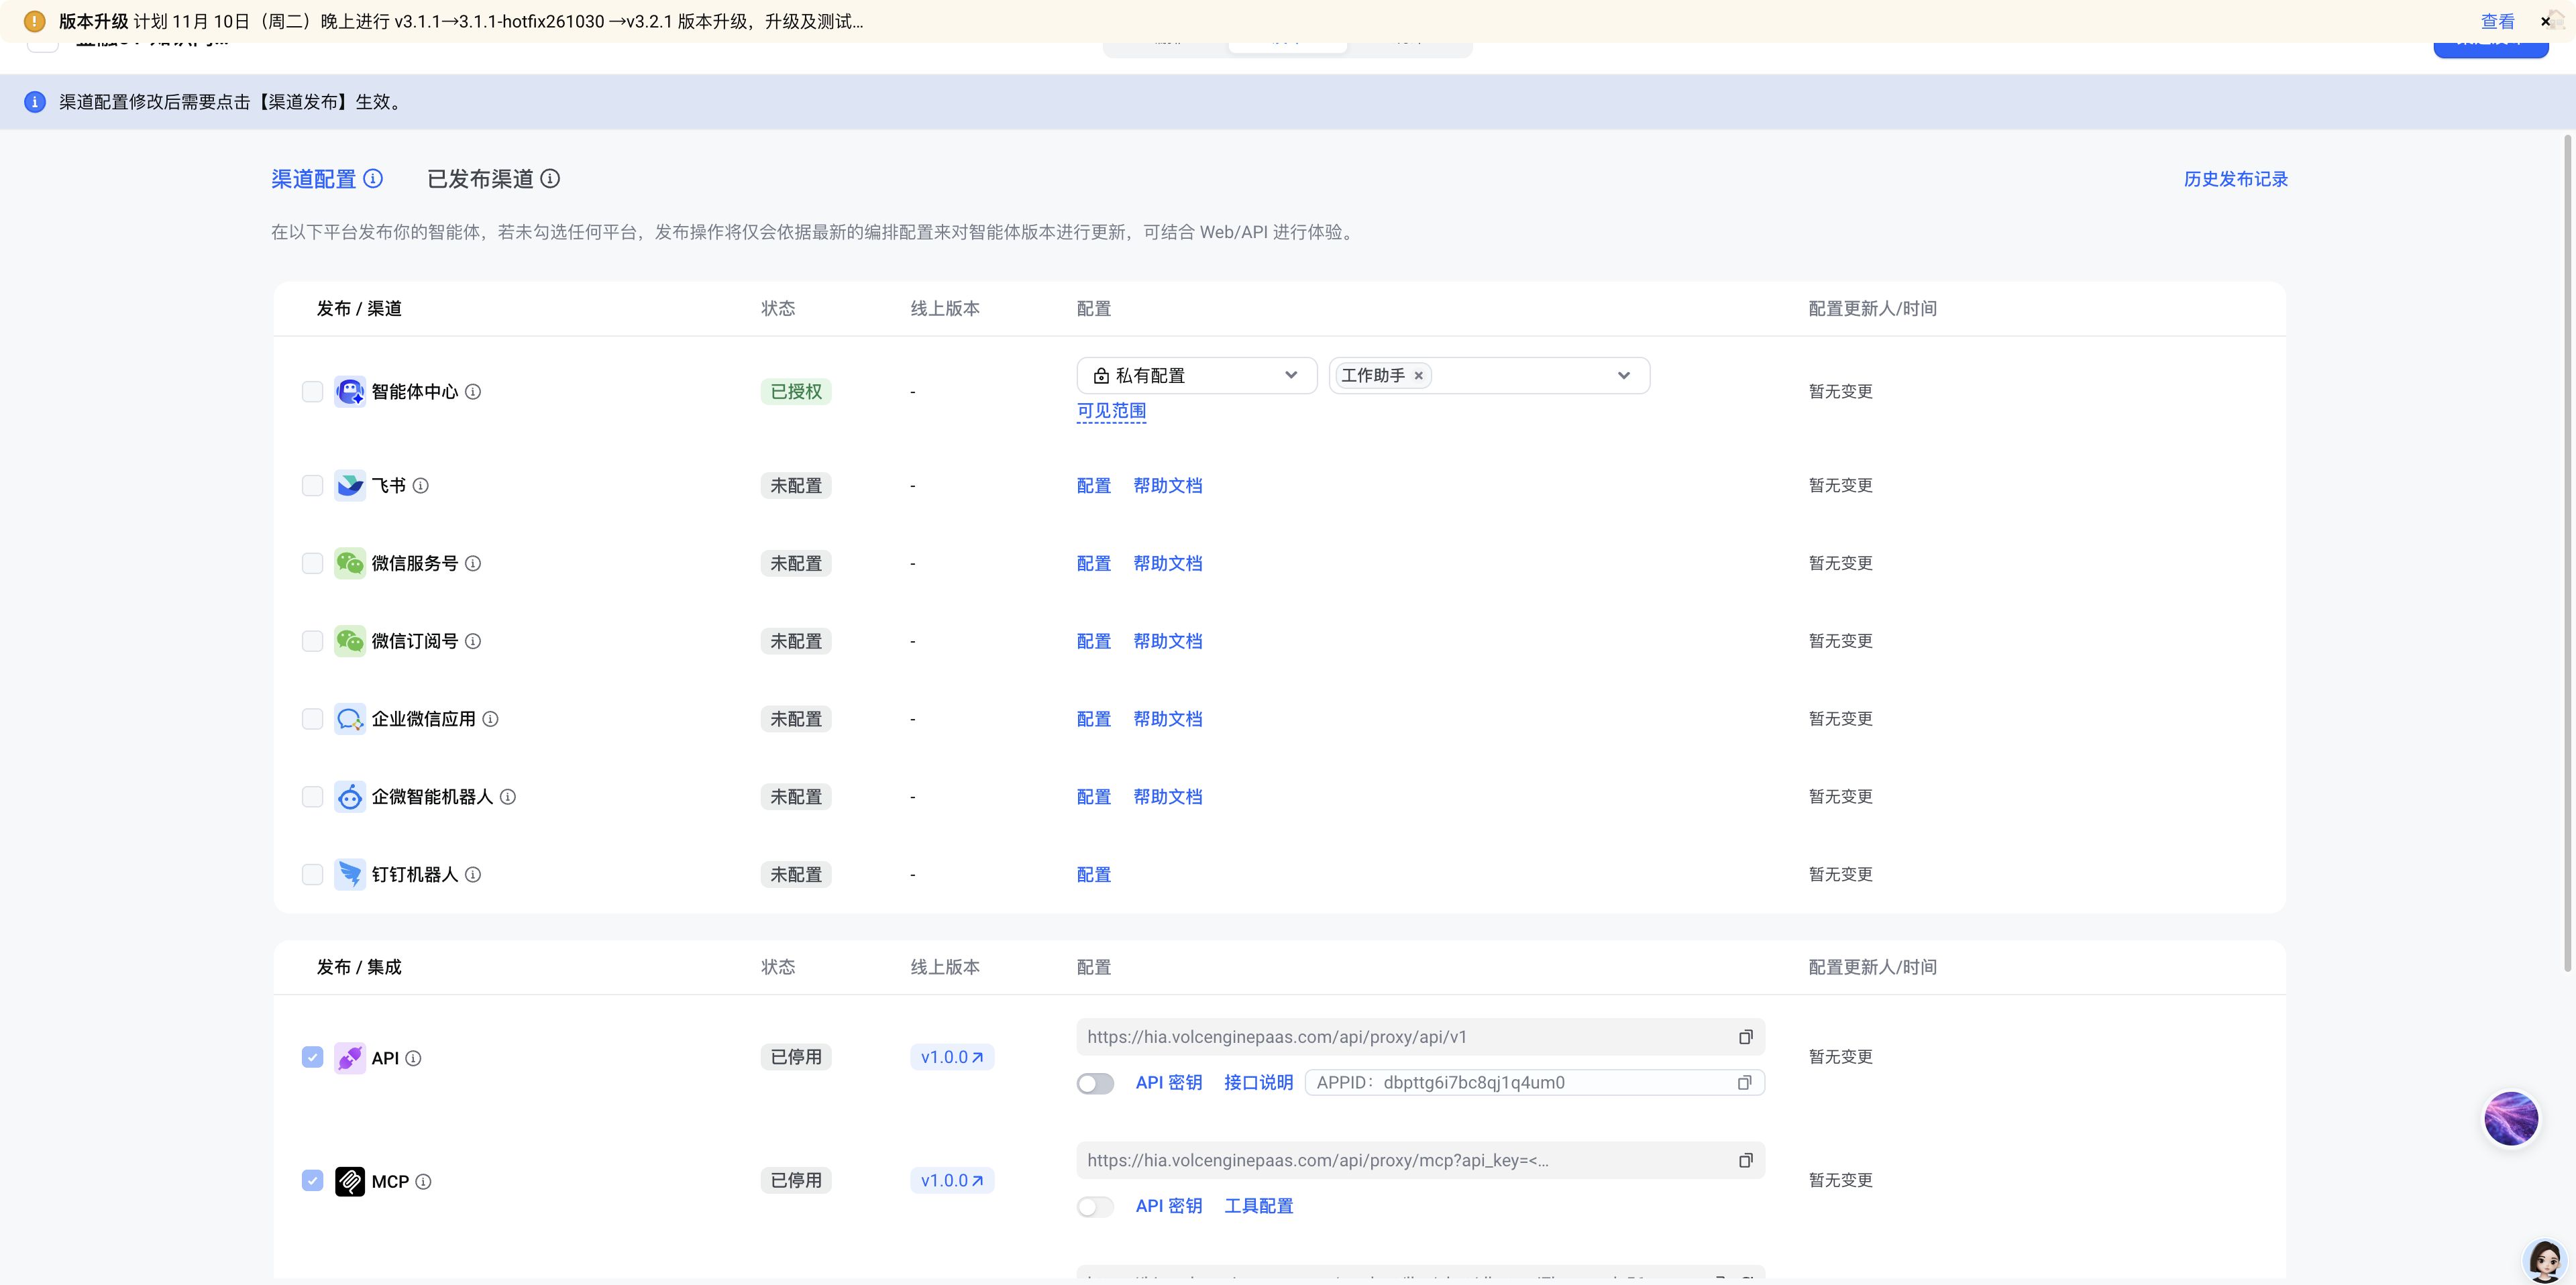 版本升级 计划 11月 10日（周二）晚上进行 v3.1.1→3.1.1-hotfix261030 →v3.2.1 版本升级，升级及测试... 查看
渠道配置修改后需要点击【渠道发布】生效。
渠道配置 已发布渠道 历史发布记录
在以下平台发布你的智能体，若未勾选任何平台，发布操作将仅会依据最新的编排配置来对智能体版本进行更新，可结合 Web/API 进行体验。
发布 / 渠道 状态 线上版本 配置 配置更新人/时间
智能体中心 已授权 - 私有配置 工作助手 暂无变更
可见范围
飞书 未配置 - 配置 帮助文档 暂无变更
微信服务号 未配置 - 配置 帮助文档 暂无变更
微信订阅号 未配置 - 配置 帮助文档 暂无变更
企业微信应用 未配置 - 配置 帮助文档 暂无变更
企微智能机器人 未配置 - 配置 帮助文档 暂无变更
钉钉机器人 未配置 - 配置 暂无变更
发布 / 集成 状态 线上版本 配置 配置更新人/时间
https://hia.volcenginepaas.com/api/proxy/api/v1
API 已停用 v1.0.0 暂无变更
API 密钥 接口说明 APPID：dbpttg6i7bc8qj1q4um0
https://hia.volcenginepaas.com/api/proxy/mcp?api_key=<...
MCP 已停用 v1.0.0 暂无变更
API 密钥 工具配置